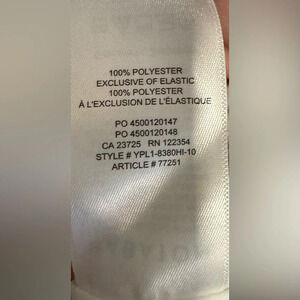 100% POLYESTER
EXCLUSIVE OF ELASTIC
100% POLYESTER
À L'EXCLUSION DE L'ÉLASTIQUE
PO 4500120147
PO 4500120148
CA 23725 RN 122354
STYLE # YPL1-8380HI-10
ARTICLE # 77251